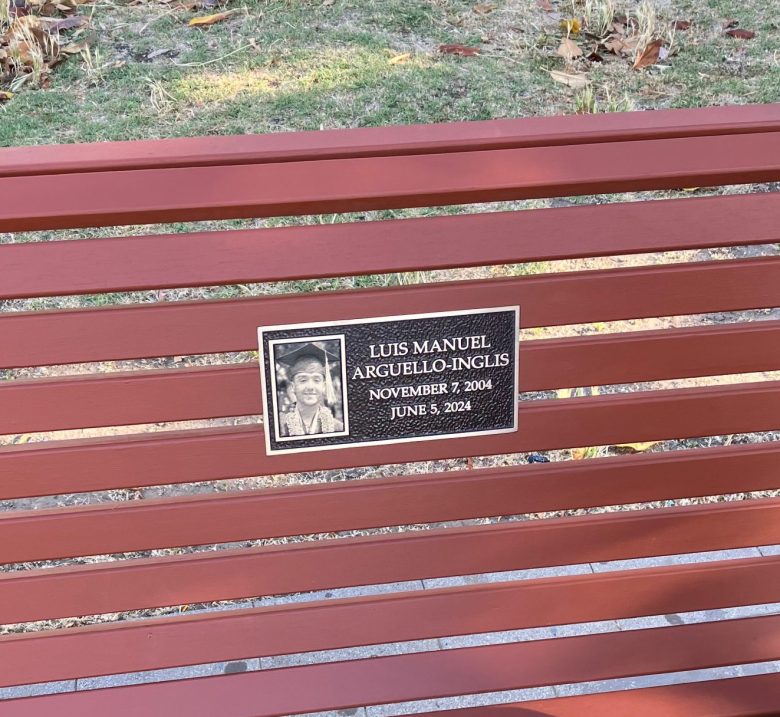 LUIS MANUEL
ARGUELLO-INGLIS
NOVEMBER 7, 2004
JUNE 5, 2024